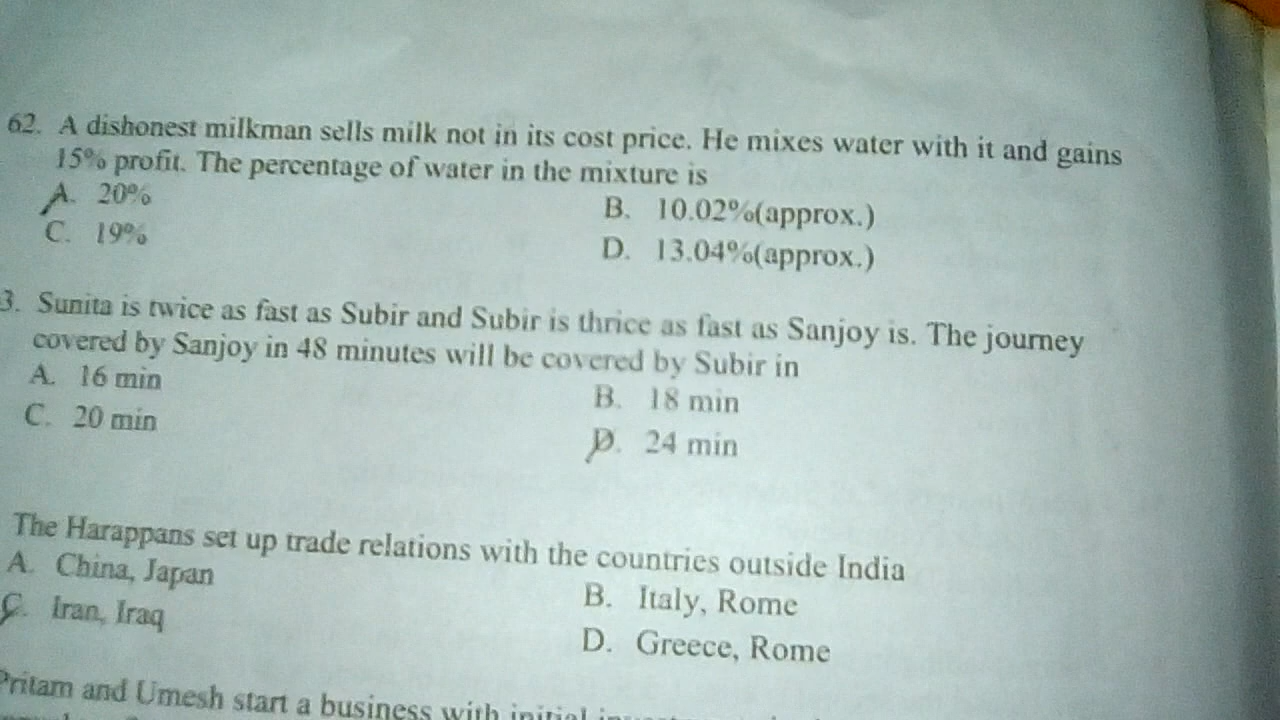 62. A dishonest milkman sells milk not in its cost price. He mixes water with it and gains
15% profit. The percentage of water in the mixture is
A. 20%
B. 10.02%(approx.)
C. 19%
D. 13.04%(approx.)
3. Sunita is twice as fast as Subir and Subir is thrice as fast as Sanjoy is. The journey
covered by Sanjoy in 48 minutes will be covered by Subir in
A. 16 min
B. 18 min
C. 20 min
D. 24 min
The Harappans set up trade relations with the countries outside India
A. China, Japan
B. Italy, Rome
C. Iran, Iraq
D. Greece, Rome
Pritam and Umesh start a business with initial